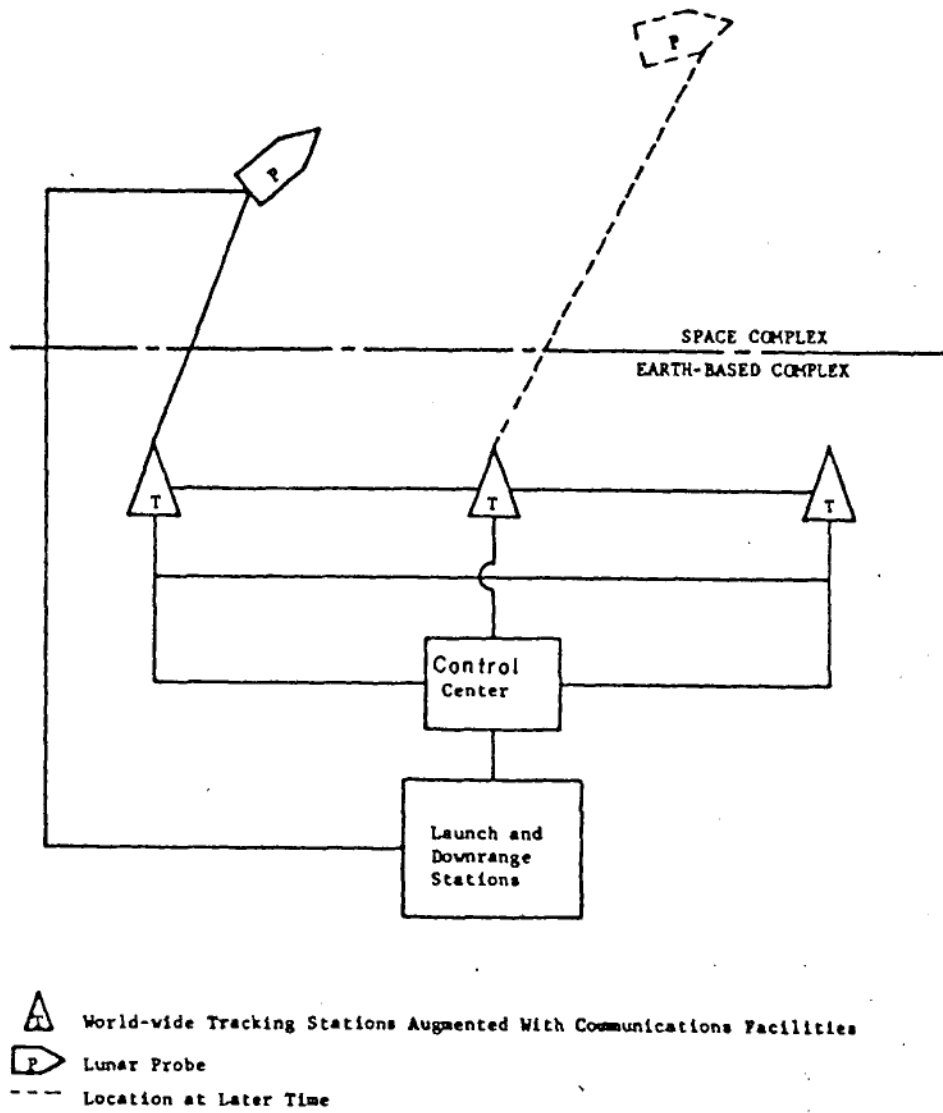 P
P
SPACE COMPLEX
EARTH-BASED COMPLEX
T
T
T
Control
Center
Launch and
Downrange
Stations
T World-wide Tracking Stations Augmented With Communications Facilities
P Lunar Probe
Location at Later Time